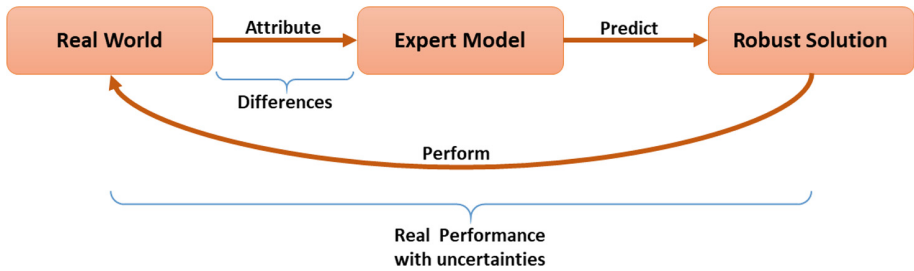 Real World
Attribute
Expert Model
Predict
Robust Solution
Differences
Perform
Real Performance
with uncertainties